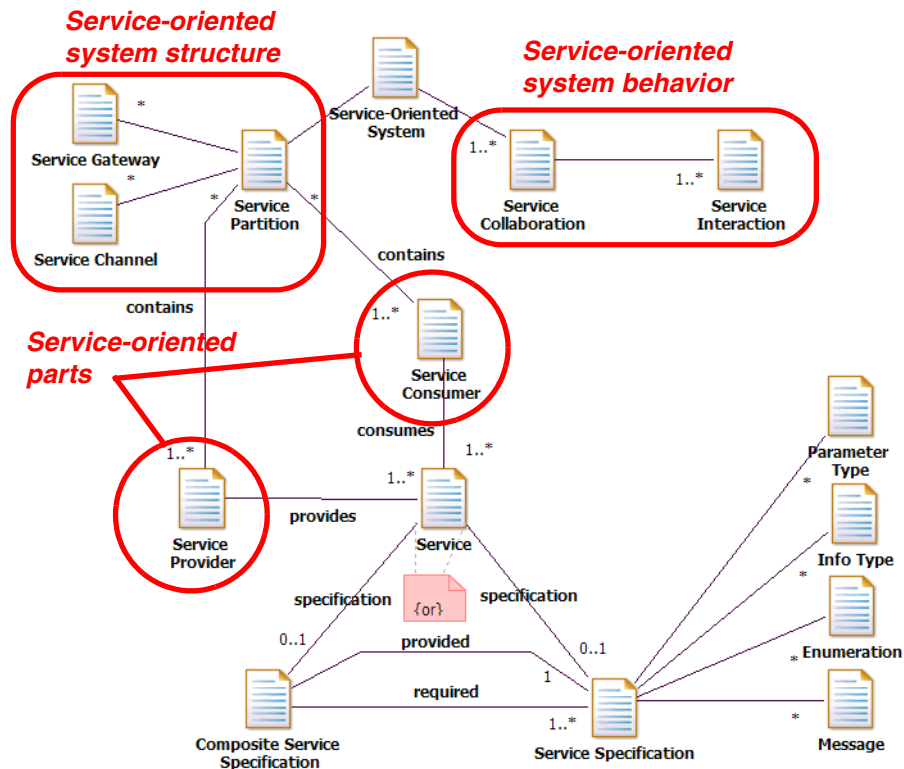 Service-oriented
system structure
Service-oriented
system behavior
*
Service-Oriented
System
Service Gateway
*
1..*
1..*
*
*
Service
Partition
Service
Collaboration
Service
Interaction
Service Channel
contains
contains
1..*
Service-oriented
parts
Service
Consumer
consumes
1..*
1..*
1..*
Parameter
Type
*
provides
Service
Provider
Service
Info Type
*
specification
specification
{or}
0..1
provided
0..1
Enumeration
*
1
required
1..*
*
Composite Service
Specification
Service Specification
Message